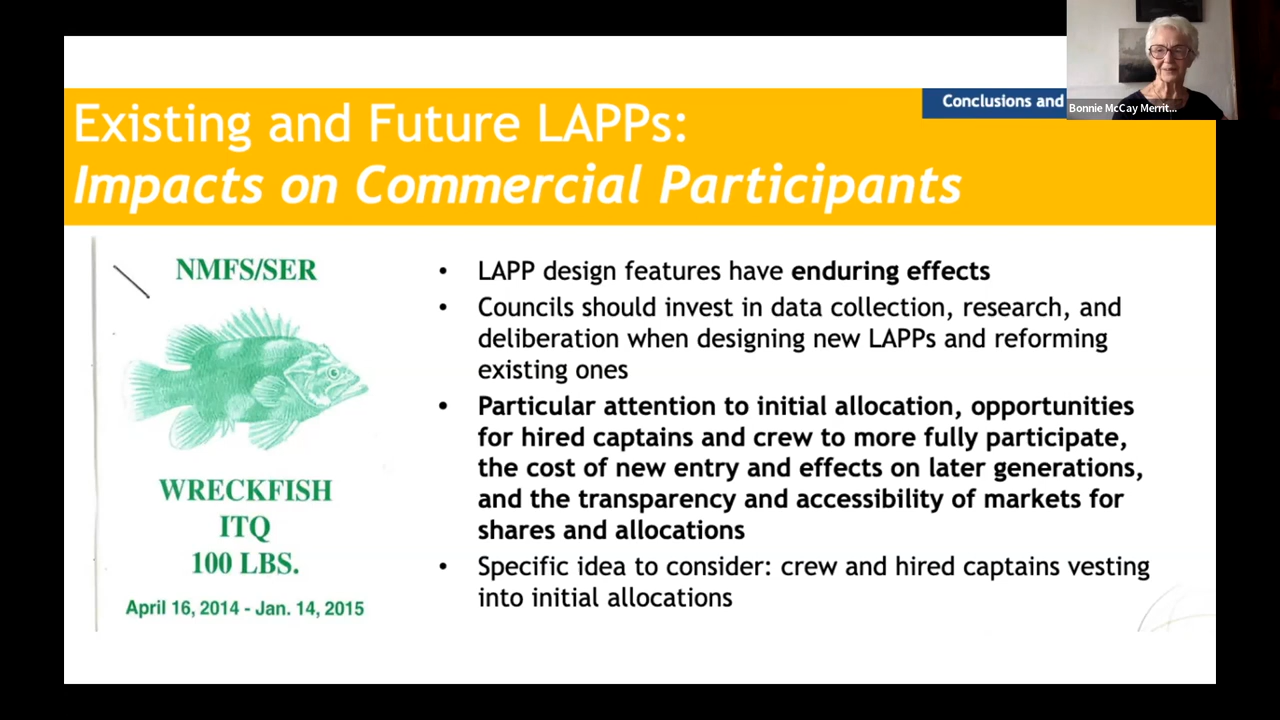 Conclusions and
Bonnie McCay Merrit...
Existing and Future LAPPs:
Impacts on Commercial Participants
NMFS/SER
WRECKFISH
ITQ
100 LBS.
April 16, 2014 - Jan. 14, 2015
• LAPP design features have enduring effects
• Councils should invest in data collection, research, and
deliberation when designing new LAPPs and reforming
existing ones
• Particular attention to initial allocation, opportunities
for hired captains and crew to more fully participate,
the cost of new entry and effects on later generations,
and the transparency and accessibility of markets for
shares and allocations
• Specific idea to consider: crew and hired captains vesting
into initial allocations